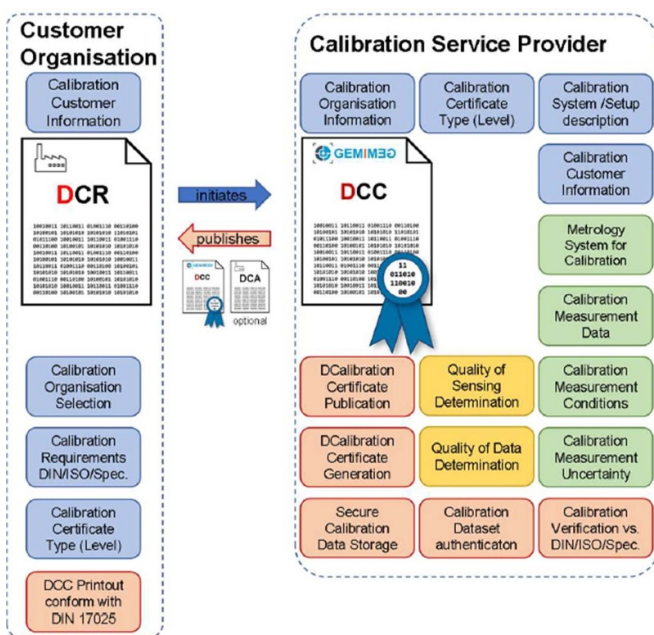 Customer
Organisation
Calibration
Customer
Information
DCR
Calibration
Organisation
Selection
Calibration
Requirements
DIN/ISO/Spec.
Calibration
Certificate
Type (Level)
DCC Printout
conform with
DIN 17025
initiates
publishes
DCC
DCA
optional
Calibration Service Provider
Calibration
Organisation
Information
Calibration
Certificate
Type (Level)
Calibration
System /Setup
description
GEMIMEG
DCC
11
011010
110010
00
Calibration
Customer
Information
Metrology
System for
Calibration
Calibration
Measurement
Data
DCalibration
Certificate
Publication
Quality of
Sensing
Determination
Calibration
Measurement
Conditions
DCalibration
Certificate
Generation
Quality of Data
Determination
Calibration
Measurement
Uncertainty
Secure
Calibration
Data Storage
Calibration
Dataset
authenticaton
Calibration
Verification vs.
DIN/ISO/Spec.